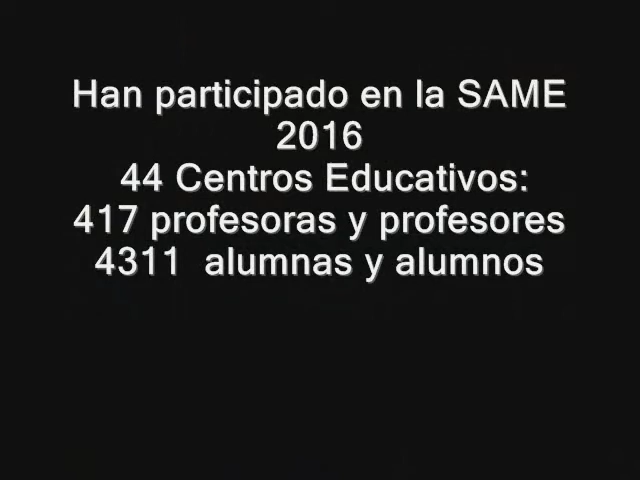 Han participado en la SAME
2016
44 Centros Educativos:
417 profesoras y profesores
4311 alumnas y alumnos